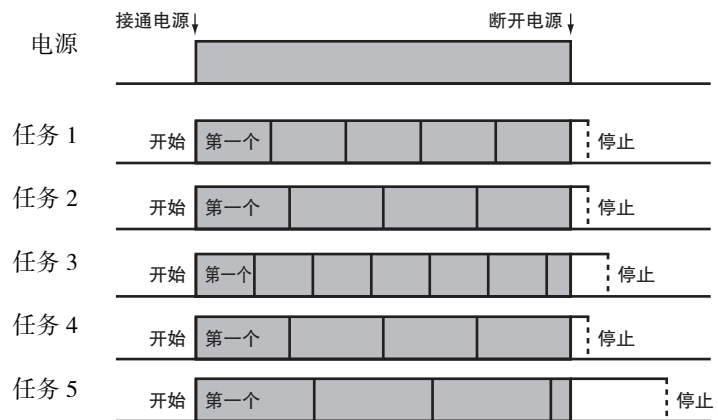 接通电源 断开电源
电源
任务 1 开始 第一个 停止
任务 2 开始 第一个 停止
任务 3 开始 第一个 停止
任务 4 开始 第一个 停止
任务 5 开始 第一个 停止